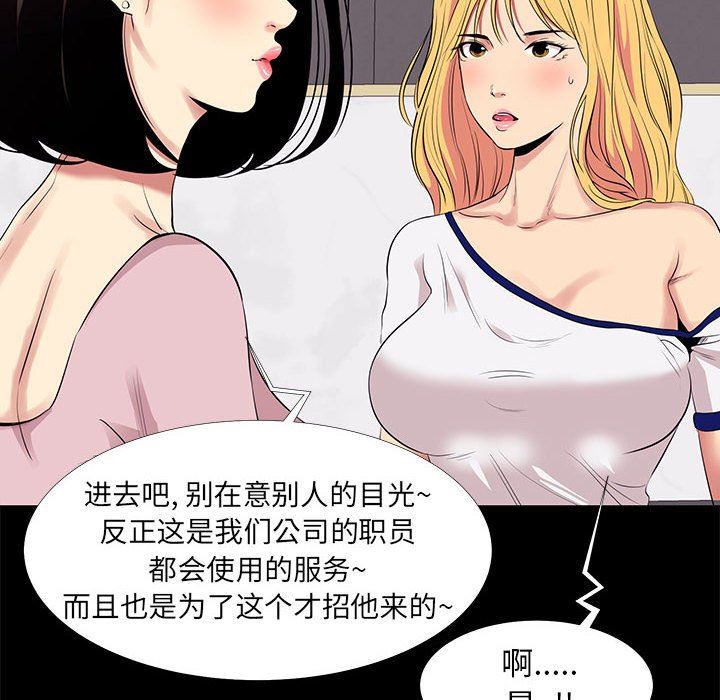 进去吧, 别在意别人的目光~
反正这是我们公司的职员
都会使用的服务~
而且也是为了这个才招他来的~
啊.....